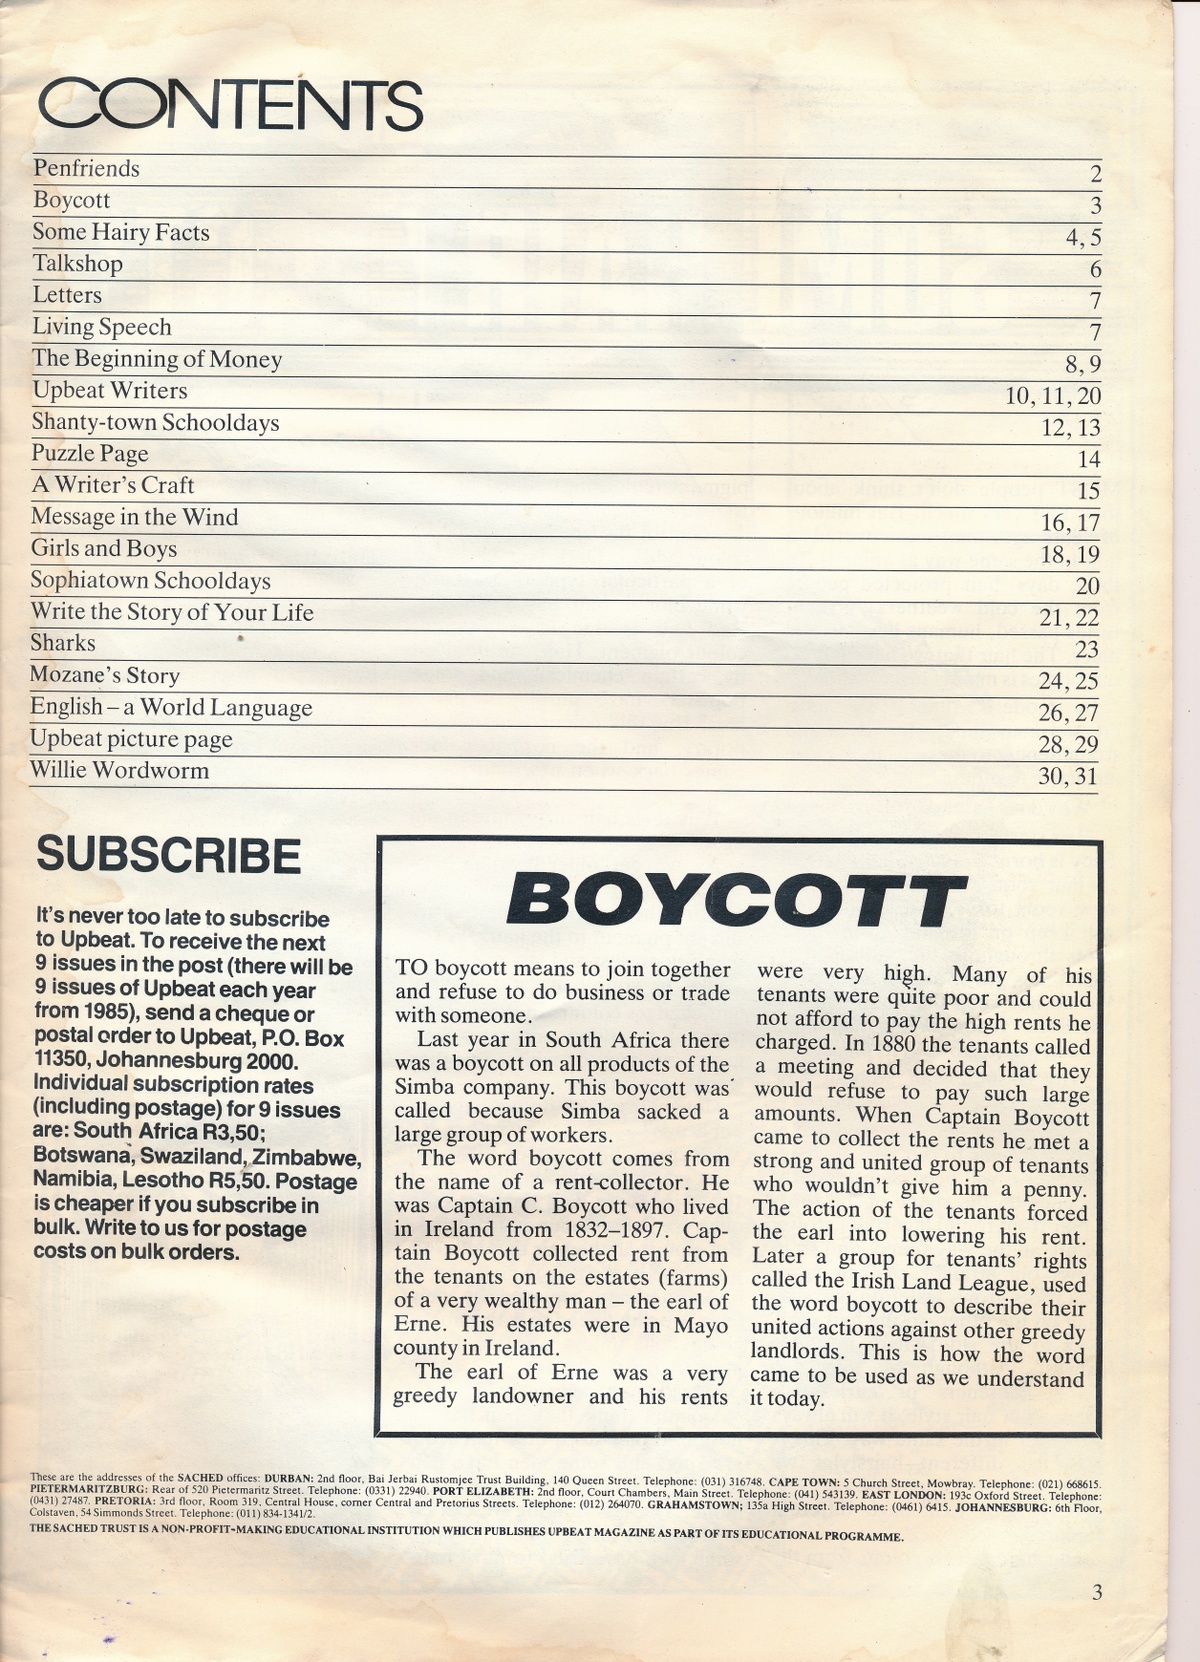 CONTENTS
Penfriends 2
Boycott 3
Some Hairy Facts 4, 5
Talkshop 6
Letters 7
Living Speech 7
The Beginning of Money 8, 9
Upbeat Writers 10, 11, 20
Shanty-town Schooldays 12, 13
Puzzle Page 14
A Writer's Craft 15
Message in the Wind 16, 17
Girls and Boys 18, 19
Sophiatown Schooldays 20
Write the Story of Your Life 21, 22
Sharks 23
Mozane's Story 24, 25
English – a World Language 26, 27
Upbeat picture page 28, 29
Willie Wordworm 30, 31
SUBSCRIBE
It's never too late to subscribe
to Upbeat. To receive the next
9 issues in the post (there will be
9 issues of Upbeat each year
from 1985), send a cheque or
postal order to Upbeat, P.O. Box
11350, Johannesburg 2000.
Individual subscription rates
(including postage) for 9 issues
are: South Africa R3,50;
Botswana, Swaziland, Zimbabwe,
Namibia, Lesotho R5,50. Postage
is cheaper if you subscribe in
bulk. Write to us for postage
costs on bulk orders.
BOYCOTT
TO boycott means to join together
and refuse to do business or trade
with someone.
Last year in South Africa there
was a boycott on all products of the
Simba company. This boycott was
called because Simba sacked a
large group of workers.
The word boycott comes from
the name of a rent-collector. He
was Captain C. Boycott who lived
in Ireland from 1832–1897. Cap-
tain Boycott collected rent from
the tenants on the estates (farms)
of a very wealthy man – the earl of
Erne. His estates were in Mayo
county in Ireland.
The earl of Erne was a very
greedy landowner and his rents
were very high. Many of his
tenants were quite poor and could
not afford to pay the high rents he
charged. In 1880 the tenants called
a meeting and decided that they
would refuse to pay such large
amounts. When Captain Boycott
came to collect the rents he met a
strong and united group of tenants
who wouldn't give him a penny.
The action of the tenants forced
the earl into lowering his rent.
Later a group for tenants' rights
called the Irish Land League, used
the word boycott to describe their
united actions against other greedy
landlords. This is how the word
came to be used as we understand
it today.
These are the addresses of the SACHED offices: DURBAN: 2nd floor, Bai Jerbai Rustomjee Trust Building, 140 Queen Street. Telephone: (031) 316748. CAPE TOWN: 5 Church Street, Mowbray. Telephone: (021) 668615.
PIETERMARITZBURG: Rear of 520 Pietermaritz Street. Telephone: (0331) 22940. PORT ELIZABETH: 2nd floor, Court Chambers, Main Street. Telephone: (041) 543139. EAST LONDON: 193c Oxford Street. Telephone:
(0431) 27487. PRETORIA: 3rd floor, Room 319, Central House, corner Central and Pretorius Streets. Telephone: (012) 264070. GRAHAMSTOWN; 135a High Street. Telephone: (0461) 6415. JOHANNESBURG: 6th Floor,
Colstaven, 54 Simmonds Street. Telephone: (011) 834-1341/2.
THE SACHED TRUST IS A NON-PROFIT-MAKING EDUCATIONAL INSTITUTION WHICH PUBLISHES UPBEAT MAGAZINE AS PART OF ITS EDUCATIONAL PROGRAMME.
3